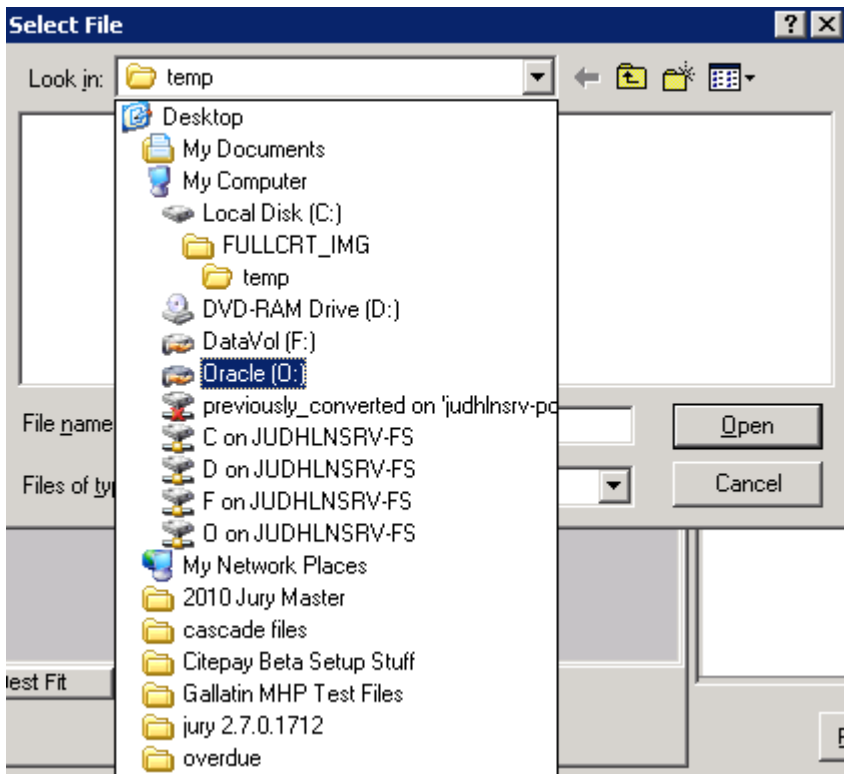 Select File
Look in: temp
Desktop
My Documents
My Computer
Local Disk (C:)
FULLCRT_IMG
temp
DVD-RAM Drive (D:)
DataVol (F:)
Oracle (O:)
File name
previously_converted on 'judhlnsrv-pc
Open
C on JUDHLNSRV-FS
D on JUDHLNSRV-FS
Files of ty
Cancel
F on JUDHLNSRV-FS
O on JUDHLNSRV-FS
My Network Places
2010 Jury Master
cascade files
Citepay Beta Setup Stuff
Fit
Gallatin MHP Test Files
jury 2.7.0.1712
overdue